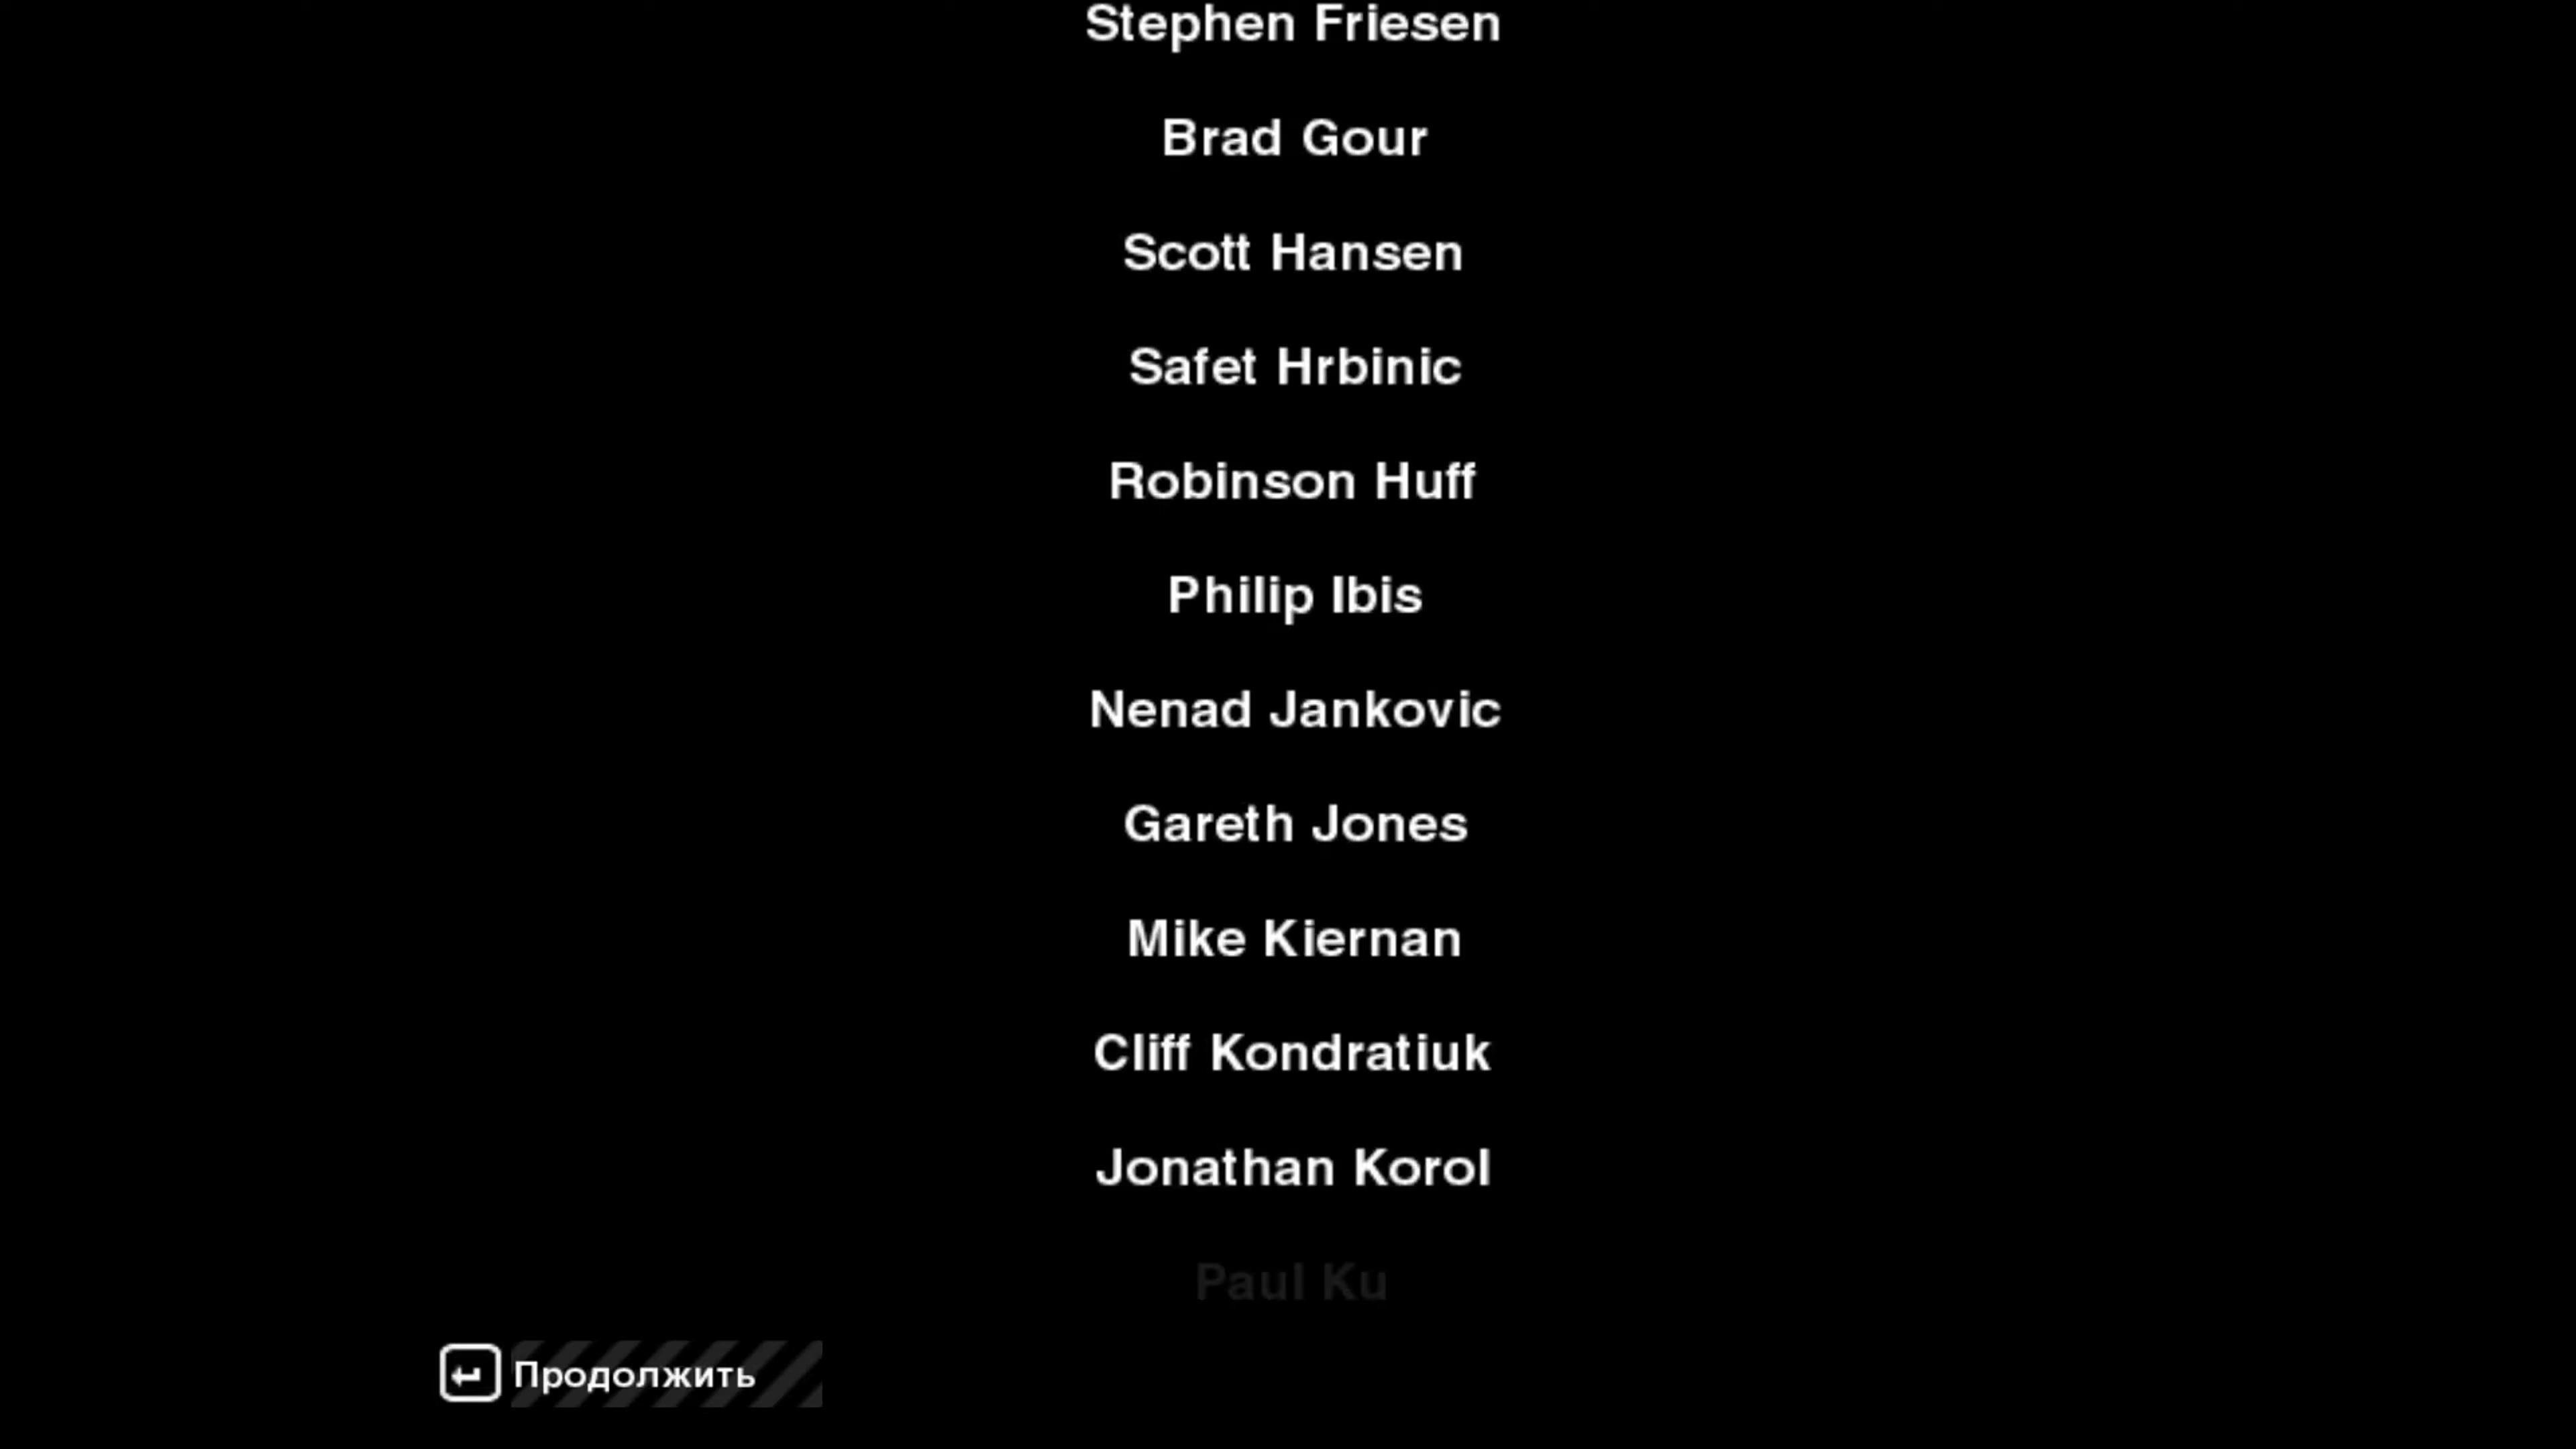 Stephen Friesen
Brad Gour
Scott Hansen
Safet Hrbinic
Robinson Huff
Philip Ibis
Nenad Jankovic
Gareth Jones
Mike Kiernan
Cliff Kondratiuk
Jonathan Korol
Paul Ku
Продолжить